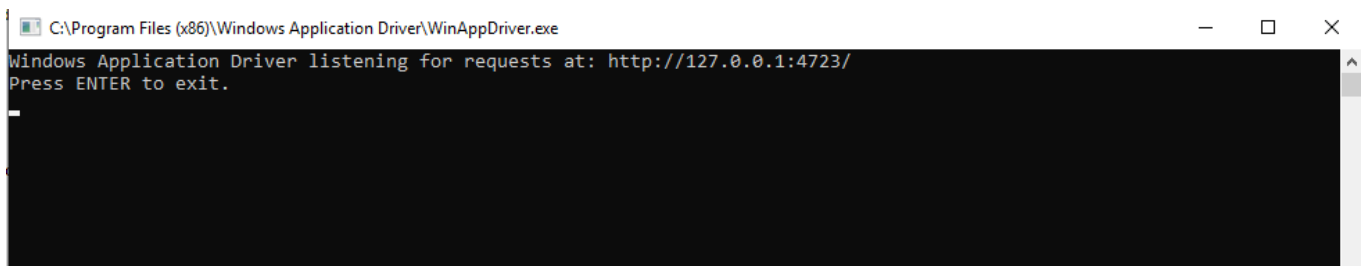 C:\Program Files (x86)\Windows Application Driver\WinAppDriver.exe
Windows Application Driver listening for requests at: http://127.0.0.1:4723/
Press ENTER to exit.